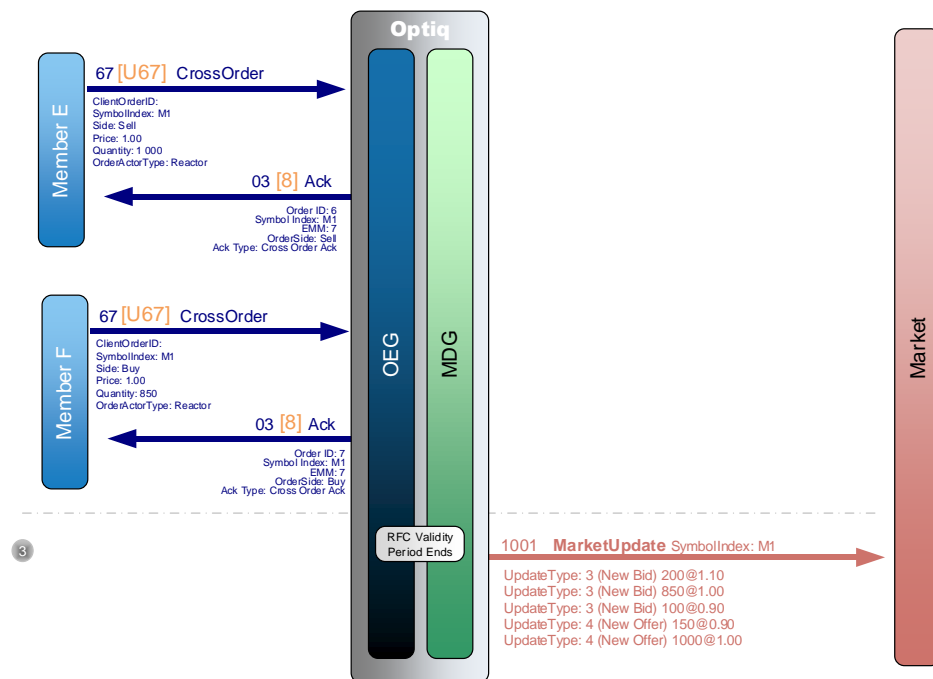 Optiq
67 [U67] CrossOrder
ClientOrderID:
SymbolIndex: M1
Side: Sell
Price: 1.00
Quantity: 1 000
OrderActorType: Reactor
Member E
03 [8] Ack
Order ID: 6
Symbol Index: M1
EMM: 7
OrderSide: Sell
Ack Type: Cross Order Ack
67 [U67] CrossOrder
ClientOrderID:
SymbolIndex: M1
Side: Buy
Price: 1.00
Quantity: 850
OrderActorType: Reactor
Member F
03 [8] Ack
Order ID: 7
Symbol Index: M1
EMM: 7
OrderSide: Buy
Ack Type: Cross Order Ack
OEG
MDG
Market
3
RFC Validity
Period Ends
1001 MarketUpdate SymbolIndex: M1
UpdateType: 3 (New Bid) 200@1.10
UpdateType: 3 (New Bid) 850@1.00
UpdateType: 3 (New Bid) 100@0.90
UpdateType: 4 (New Offer) 150@0.90
UpdateType: 4 (New Offer) 1000@1.00